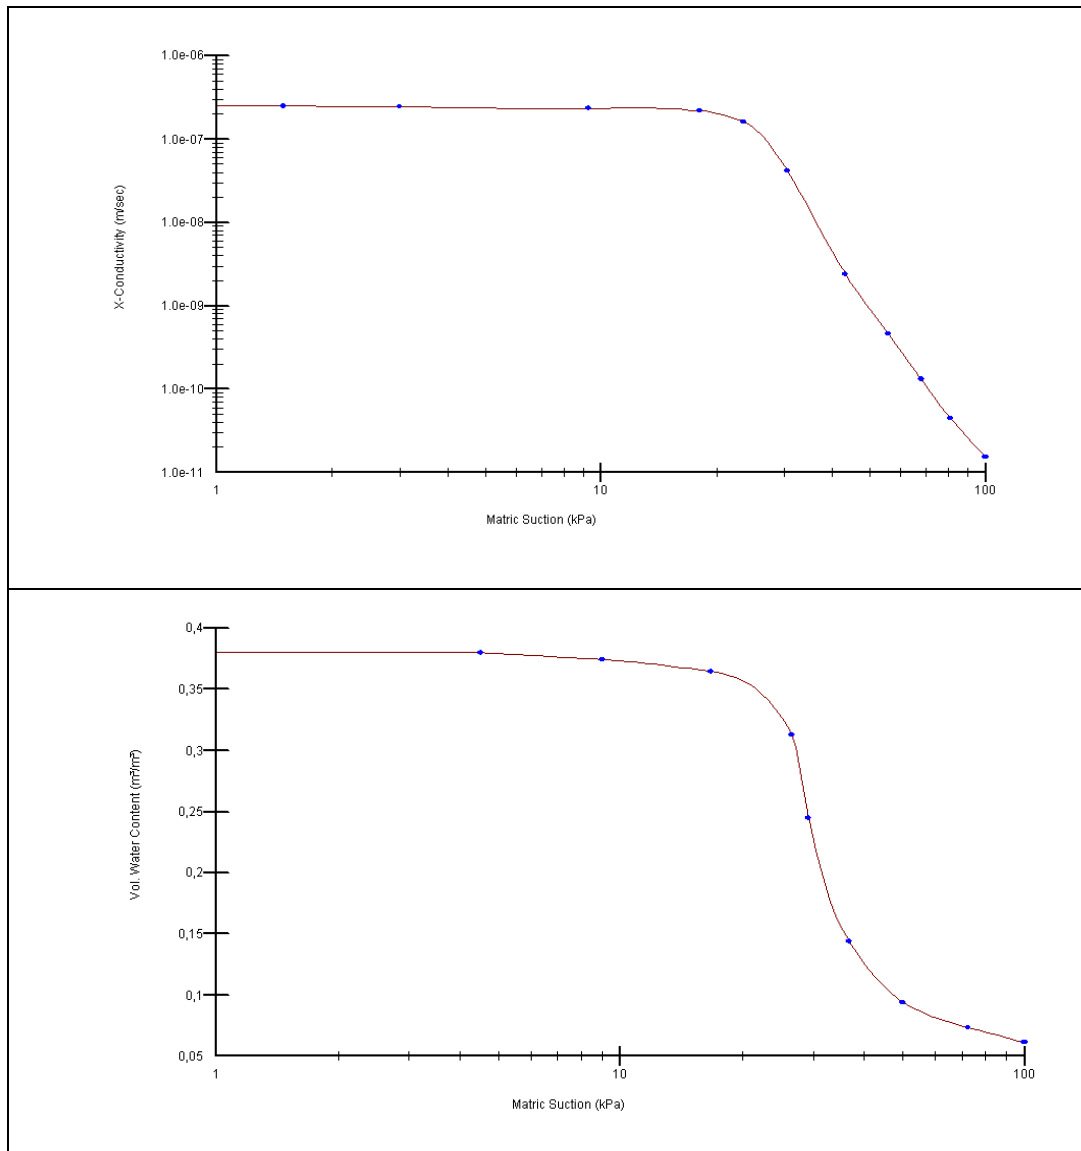 1.0e-06
1.0e-07
1.0e-08
1.0e-09
1.0e-10
1.0e-11
X-Conductivity (m/sec)
1 10 100
Matric Suction (kPa)
0,4
0,35
0,3
0,25
0,2
0,15
0,1
0,05
Vol. Water Content (m³/m³)
1 10 100
Matric Suction (kPa)